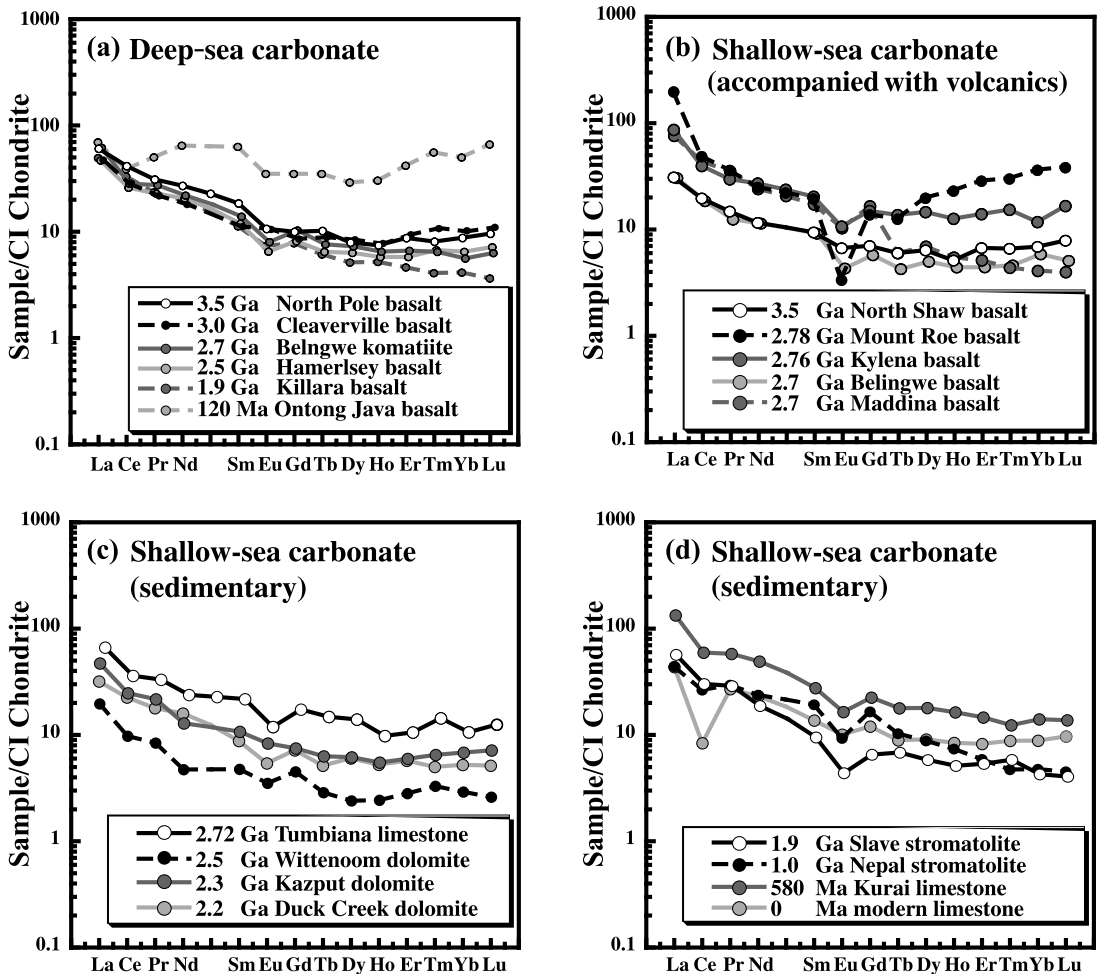 1000
100
10
1
0.1
Sample/CI Chondrite
(a) Deep-sea carbonate
3.5 Ga North Pole basalt
3.0 Ga Cleaverville basalt
2.7 Ga Belngwe komatiite
2.5 Ga Hamerlsey basalt
1.9 Ga Killara basalt
120 Ma Ontong Java basalt
La Ce Pr Nd Sm Eu Gd Tb Dy Ho Er Tm Yb Lu
1000
100
10
1
0.1
Sample/CI Chondrite
(b) Shallow-sea carbonate
(accompanied with volcanics)
3.5 Ga North Shaw basalt
2.78 Ga Mount Roe basalt
2.76 Ga Kylena basalt
2.7 Ga Belingwe basalt
2.7 Ga Maddina basalt
La Ce Pr Nd Sm Eu Gd Tb Dy Ho Er Tm Yb Lu
1000
100
10
1
0.1
Sample/CI Chondrite
(c) Shallow-sea carbonate
(sedimentary)
2.72 Ga Tumbiana limestone
2.5 Ga Wittenoom dolomite
2.3 Ga Kazput dolomite
2.2 Ga Duck Creek dolomite
La Ce Pr Nd Sm Eu Gd Tb Dy Ho Er Tm Yb Lu
1000
100
10
1
0.1
Sample/CI Chondrite
(d) Shallow-sea carbonate
(sedimentary)
1.9 Ga Slave stromatolite
1.0 Ga Nepal stromatolite
580 Ma Kurai limestone
0 Ma modern limestone
La Ce Pr Nd Sm Eu Gd Tb Dy Ho Er Tm Yb Lu